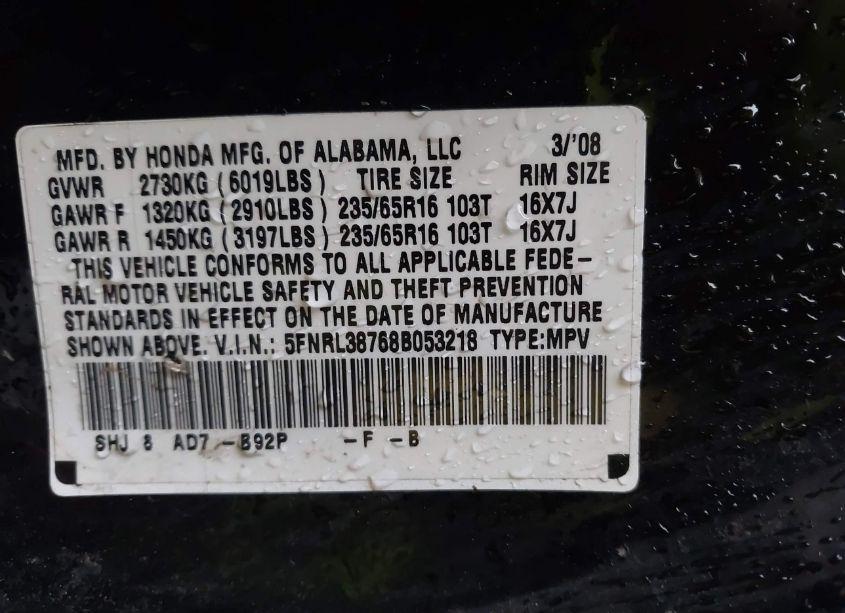 MFD. BY HONDA MFG. OF ALABAMA, LLC 3/'08
GVWR 2730KG (6019LBS) TIRE SIZE RIM SIZE
GAWR F 1320KG (2910LBS) 235/65R16 103T 16X7J
GAWR R 1450KG (3197LBS) 235/65R16 103T 16X7J
THIS VEHICLE CONFORMS TO ALL APPLICABLE FEDE-
RAL MOTOR VEHICLE SAFETY AND THEFT PREVENTION
STANDARDS IN EFFECT ON THE DATE OF MANUFACTURE
SHOWN ABOVE. V.I.N.: 5FNRL38768B053218 TYPE:MPV
SHJ 8 AD7 -B92P -F -B